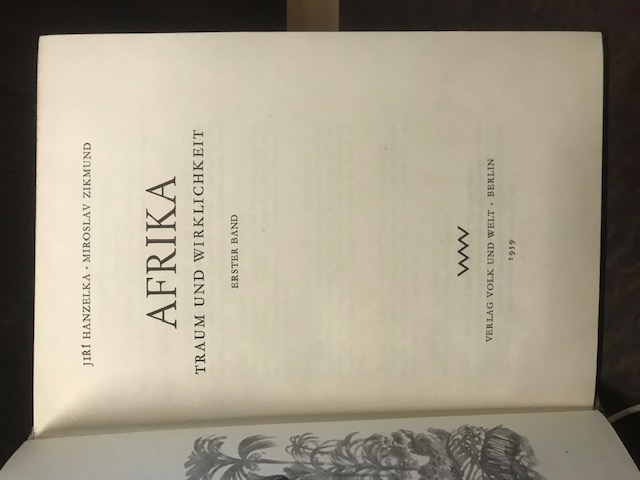 JIŘÍ HANZELKA · MIROSLAV ZIKMUND
AFRIKA
TRAUM UND WIRKLICHKEIT
ERSTER BAND
VERLAG VOLK UND WELT · BERLIN
1959